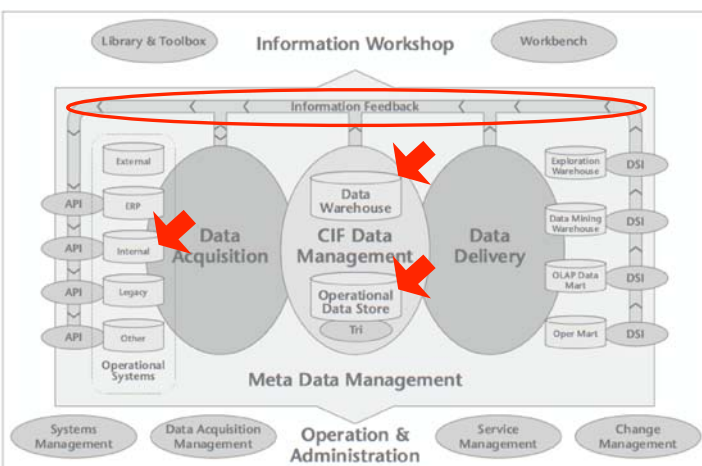 Library & Toolbox
Information Workshop
Workbench
Information Feedback
External
ERP
Internal
Legacy
Other
Operational
Systems
API
API
API
API
Data
Acquisition
Data
Warehouse
CIF Data
Management
Operational
Data Store
Tri
Data
Delivery
Exploration
Warehouse
Data Mining
Warehouse
OLAP Data
Mart
Oper Mart
DSI
DSI
DSI
DSI
Meta Data Management
Systems
Management
Data Acquisition
Management
Operation &
Administration
Service
Management
Change
Management